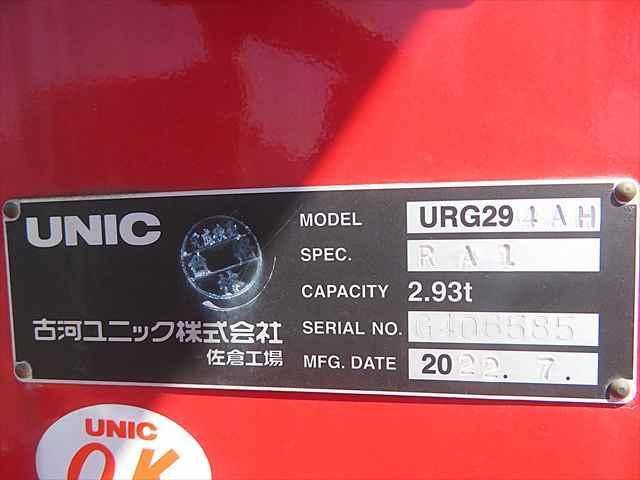 UNIC
古河ユニック株式会社
佐倉工場
MODEL URG294AH
SPEC. RA1
CAPACITY 2.93t
SERIAL NO. G406585
MFG. DATE 2022. 7.
UNIC
OK